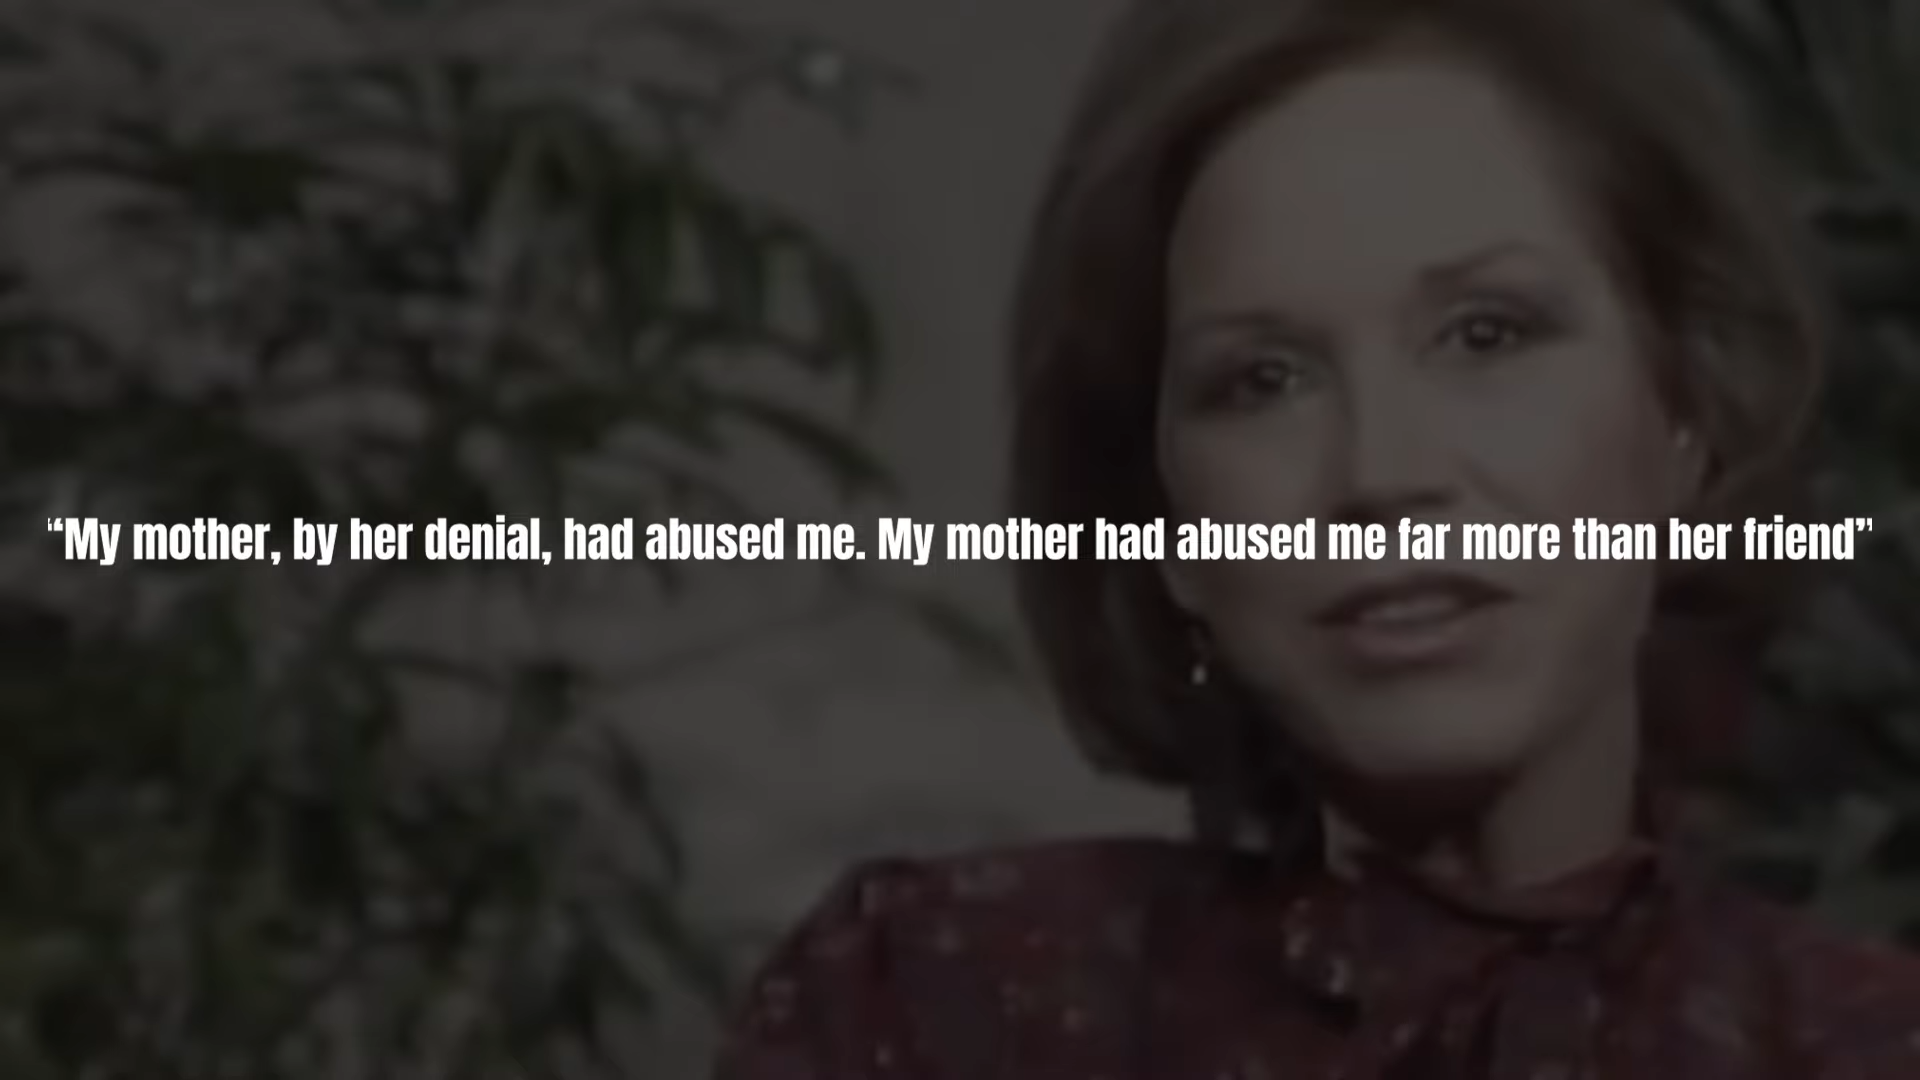 “My mother, by her denial, had abused me. My mother had abused me far more than her friend”